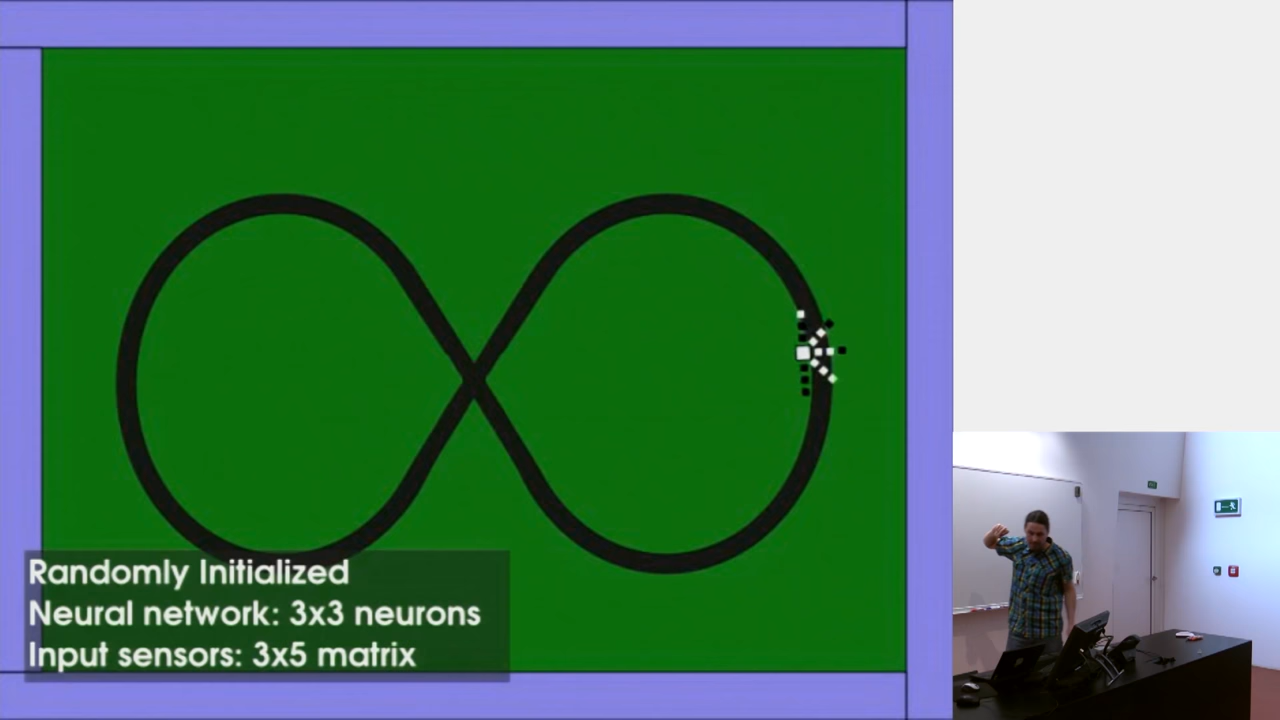 Randomly Initialized
Neural network: 3x3 neurons
Input sensors: 3x5 matrix